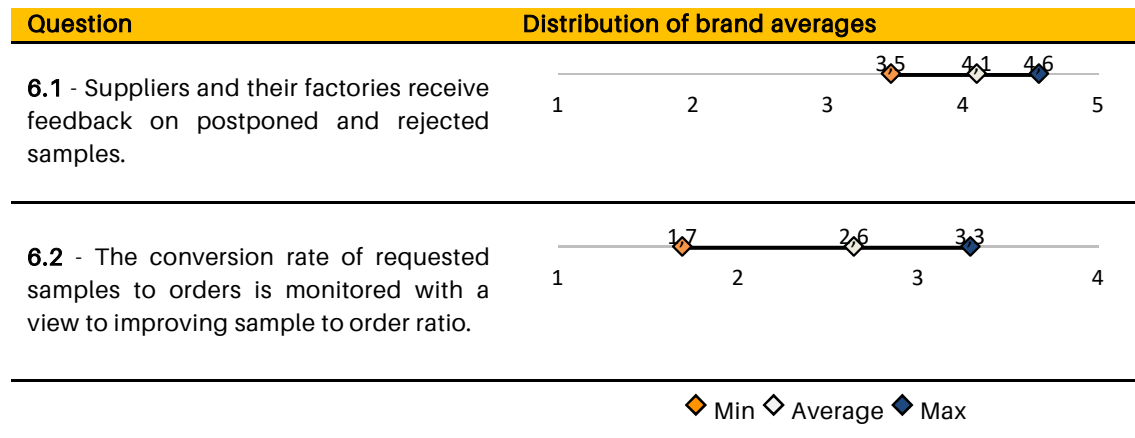 Question Distribution of brand averages
6.1 - Suppliers and their factories receive
feedback on postponed and rejected
samples.
3,5 4,1 4,6
1 2 3 4 5
6.2 - The conversion rate of requested
samples to orders is monitored with a
view to improving sample to order ratio.
1,7 2,6 3,3
1 2 3 4
Min Average Max